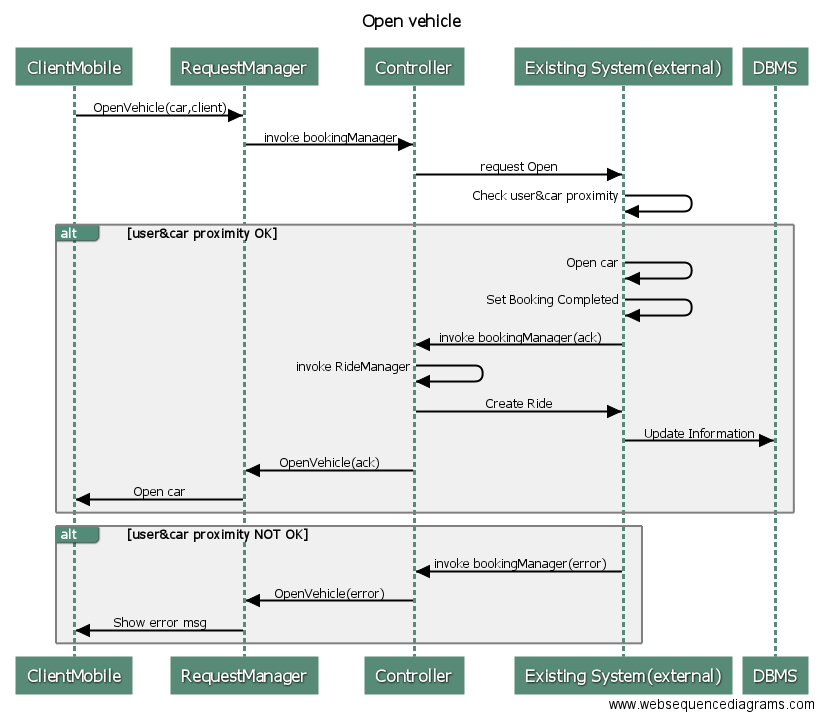 Open vehicle
ClientMobile
RequestManager
Controller
Existing System(external)
DBMS
OpenVehicle(car,client)
invoke bookingManager
request Open
Check user&car proximity
alt
[user&car proximity OK]
Open car
Set Booking Completed
invoke bookingManager(ack)
invoke RideManager
Create Ride
Update Information
OpenVehicle(ack)
Open car
alt
[user&car proximity NOT OK]
invoke bookingManager(error)
OpenVehicle(error)
Show error msg
ClientMobile
RequestManager
Controller
Existing System(external)
DBMS
www.websequencediagrams.com